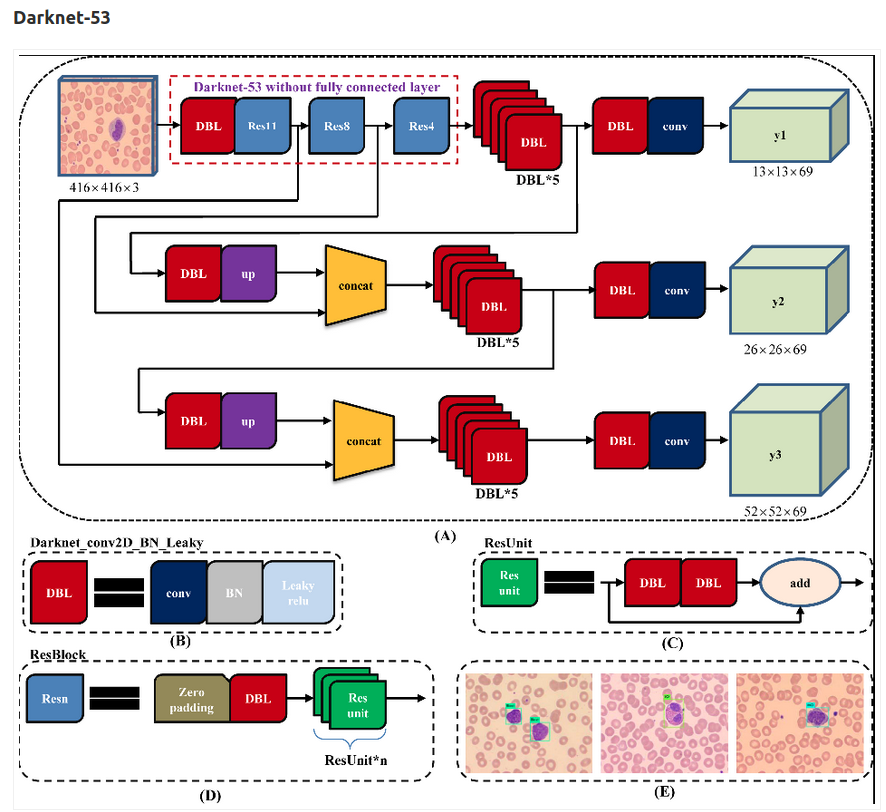 Darknet-53
Darknet-53 without fully connected layer
DBL
Res11
Res8
Res4
DBL
DBL*5
DBL
conv
y1
416×416×3
13×13×69
DBL
up
concat
DBL
DBL*5
DBL
conv
y2
26×26×69
DBL
up
concat
DBL
DBL*5
DBL
conv
y3
52×52×69
(A)
Darknet_conv2D_BN_Leaky
DBL
conv
BN
Leaky
relu
(B)
ResUnit
Res
unit
DBL
DBL
add
(C)
ResBlock
Resn
Zero
padding
DBL
Res
unit
ResUnit*n
(D)
(E)